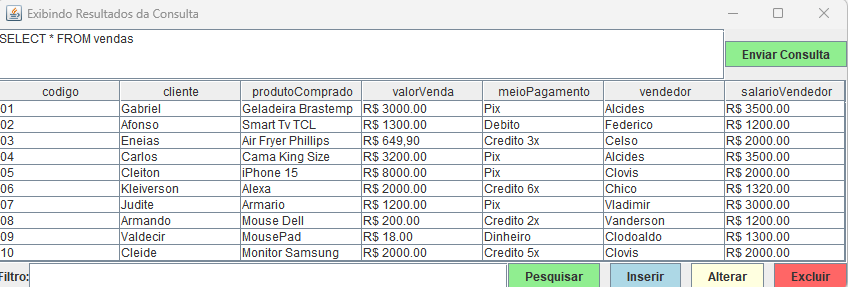 Exibindo Resultados da Consulta
SELECT * FROM vendas
Enviar Consulta
codigo cliente produtoComprado valorVenda meioPagamento vendedor salarioVendedor
01 Gabriel Geladeira Brastemp R$ 3000.00 Pix Alcides R$ 3500.00
02 Afonso Smart Tv TCL R$ 1300.00 Debito Federico R$ 1200.00
03 Eneias Air Fryer Phillips R$ 649,90 Credito 3x Celso R$ 2000.00
04 Carlos Cama King Size R$ 3200.00 Pix Alcides R$ 3500.00
05 Cleiton iPhone 15 R$ 8000.00 Pix Clovis R$ 2000.00
06 Kleiverson Alexa R$ 2000.00 Credito 6x Chico R$ 1320.00
07 Judite Armario R$ 1200.00 Pix Vladimir R$ 3000.00
08 Armando Mouse Dell R$ 200.00 Credito 2x Vanderson R$ 1200.00
09 Valdecir MousePad R$ 18.00 Dinheiro Clodoaldo R$ 1300.00
10 Cleide Monitor Samsung R$ 2000.00 Credito 5x Clovis R$ 2000.00
Filtro: Pesquisar Inserir Alterar Excluir